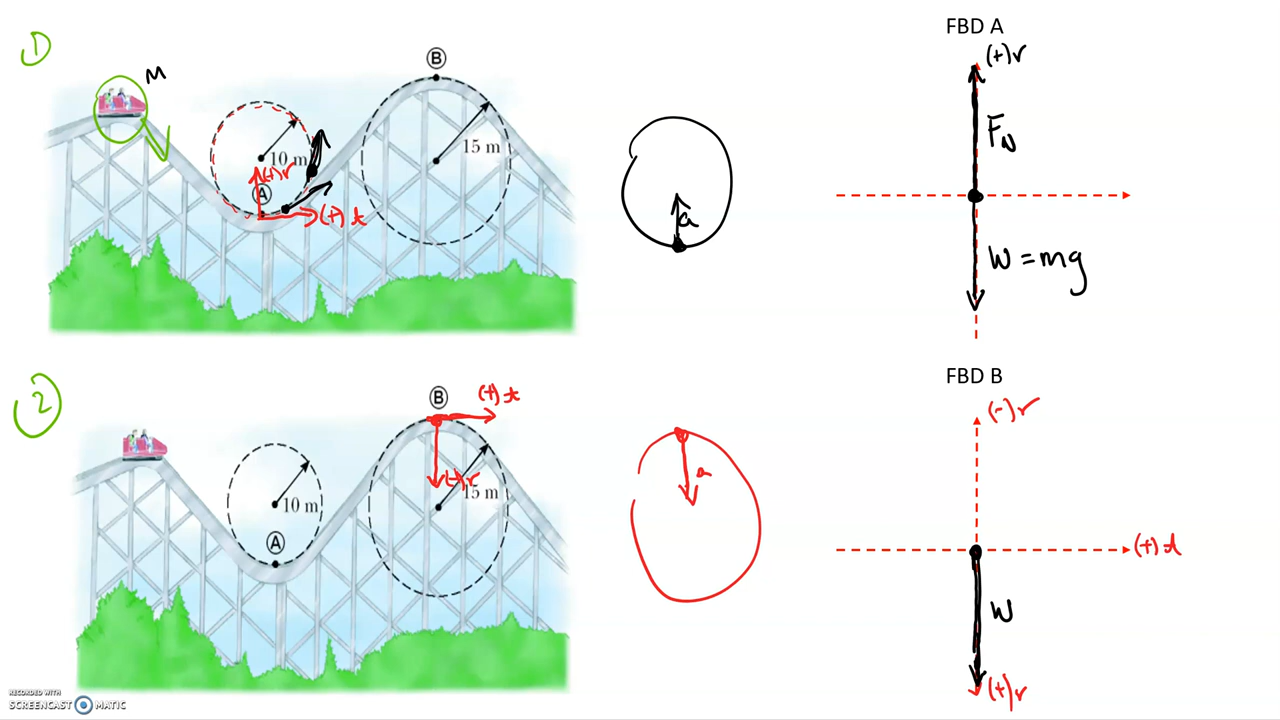 ①
M
B
10 m
15 m
(+) r
A
(+) t
a
FBD A
(+) r
F_N
W = mg
②
B
(+) t
(-) r
10 m
15 m
A
a
FBD B
(-) r
(+) t
W
(+) r
RECORDED WITH
SCREENCAST MATIC